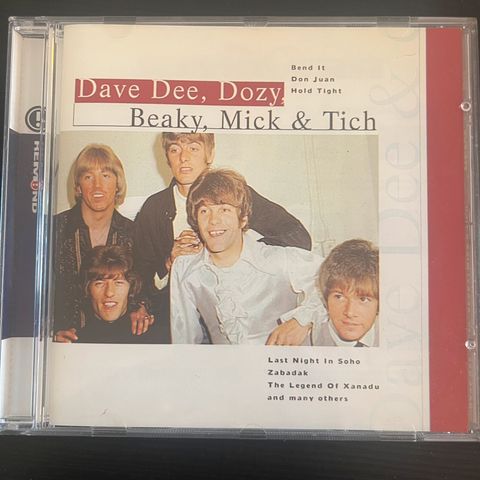 Bend It
Don Juan
Hold Tight
Dave Dee, Dozy,
Beaky, Mick & Tich
REMOND
Last Night In Soho
Zabadak
The Legend Of Xanadu
and many others
Dave Dee &